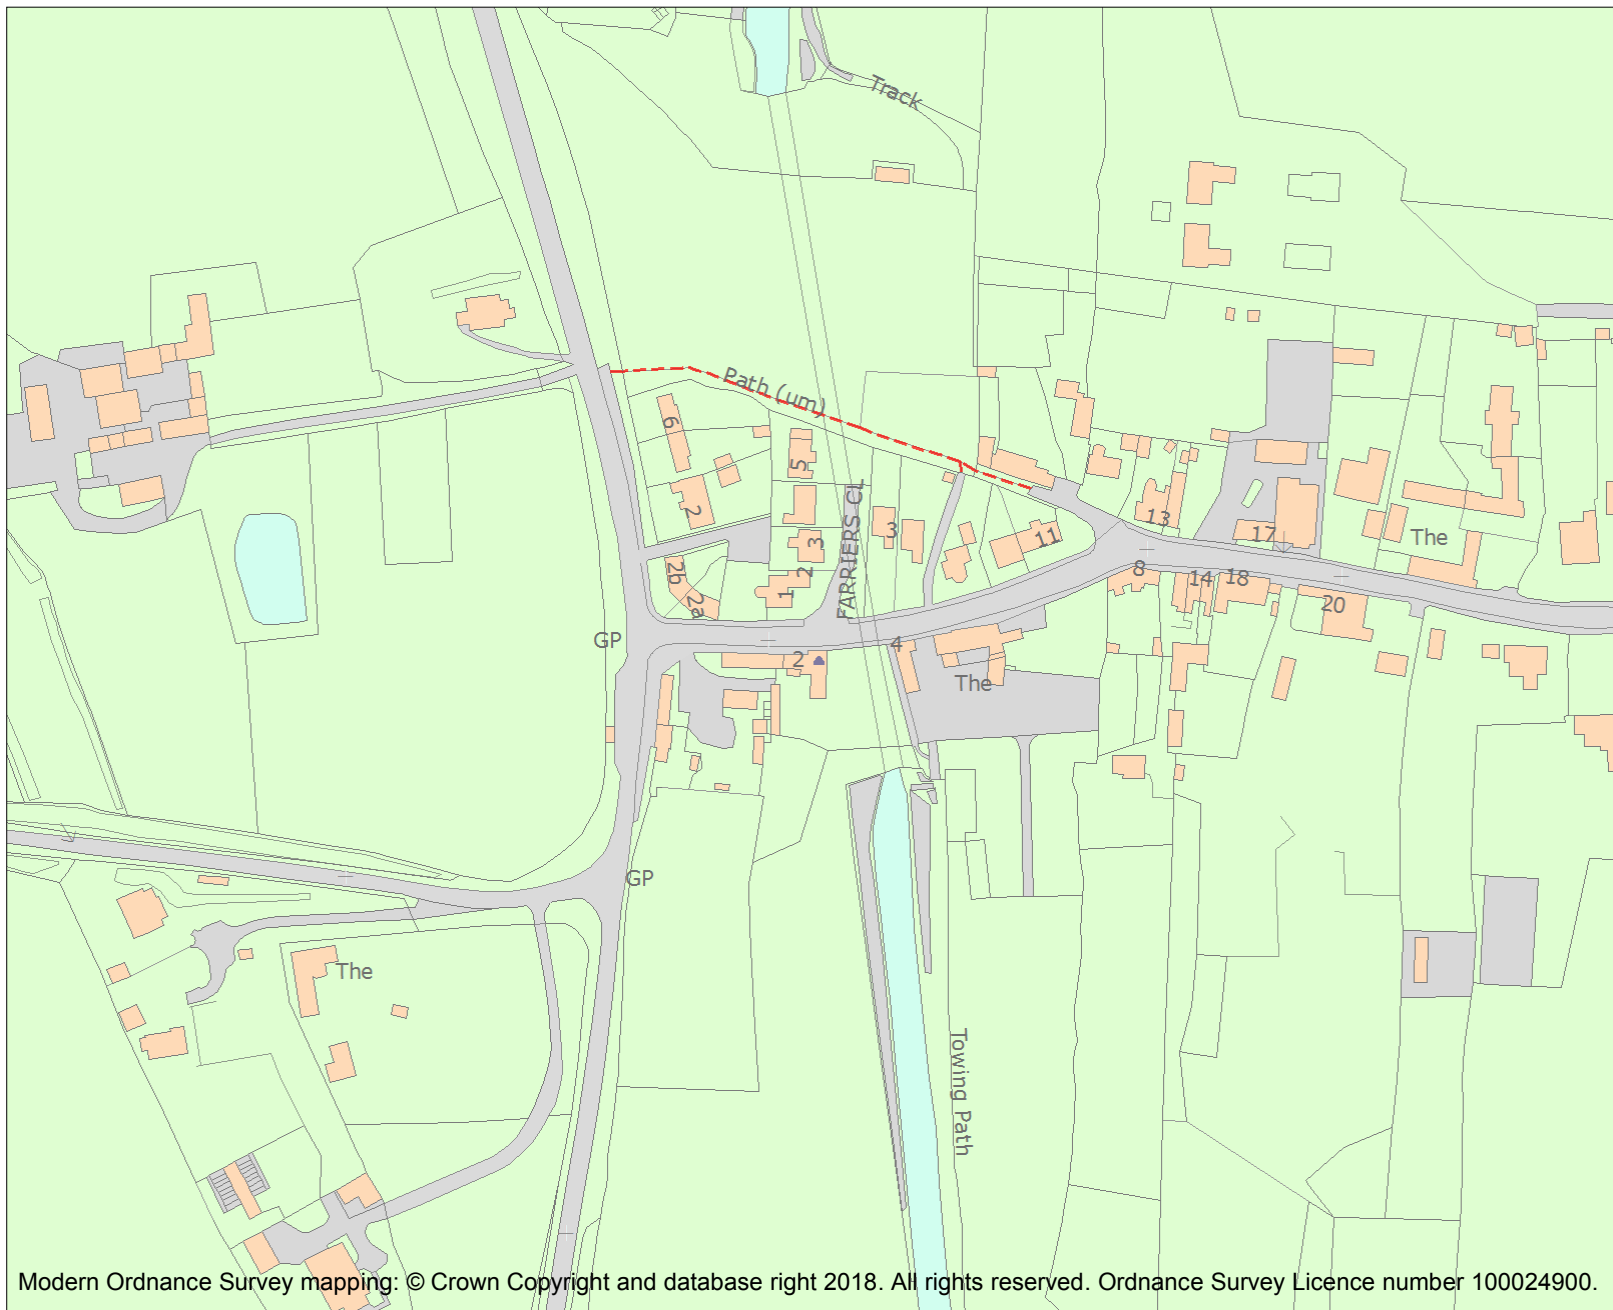 Track
Path (um)
6
5
2
3
3
11
13
17
The
2b
2a
1
2
FARRIERS CL
8
14
18
20
GP
2
4
The
GP
The
Towing Path
Modern Ordnance Survey mapping: © Crown Copyright and database right 2018. All rights reserved. Ordnance Survey Licence number 100024900.